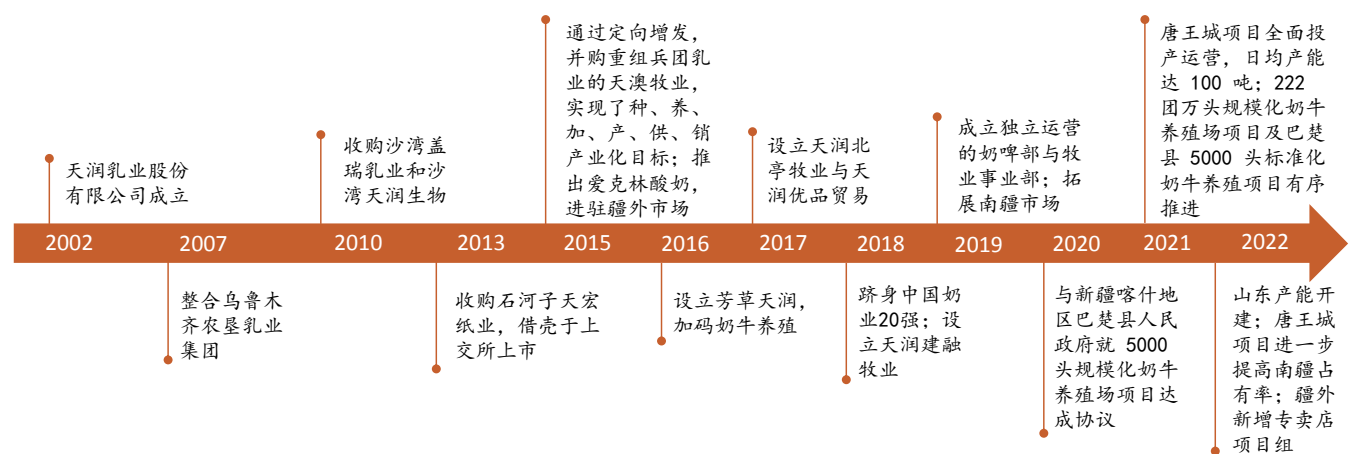 天润乳业股份
有限公司成立
收购沙湾盖
瑞乳业和沙
湾天润生物
通过定向增发，
并购重组兵团乳
业的天澳牧业，
实现了种、养、
加、产、供、销
产业化目标；推
出爱克林酸奶，
进驻疆外市场
设立天润北
亭牧业与天
润优品贸易
成立独立运营
的奶啤部与牧
业事业部；拓
展南疆市场
唐王城项目全面投
产运营，日均产能
达 100 吨；222
团万头规模化奶牛
养殖场项目及巴楚
县 5000 头标准化
奶牛养殖项目有序
推进
2002 2007 2010 2013 2015 2016 2017 2018 2019 2020 2021 2022
整合乌鲁木
齐农垦乳业
集团
收购石河子天宏
纸业，借壳于上
交所上市
设立芳草天润，
加码奶牛养殖
跻身中国奶
业20强；设
立天润建融
牧业
与新疆喀什地
区巴楚县人民
政府就 5000
头规模化奶牛
养殖场项目达
成协议
山东产能开
建；唐王城
项目进一步
提高南疆占
有率；疆外
新增专卖店
项目组